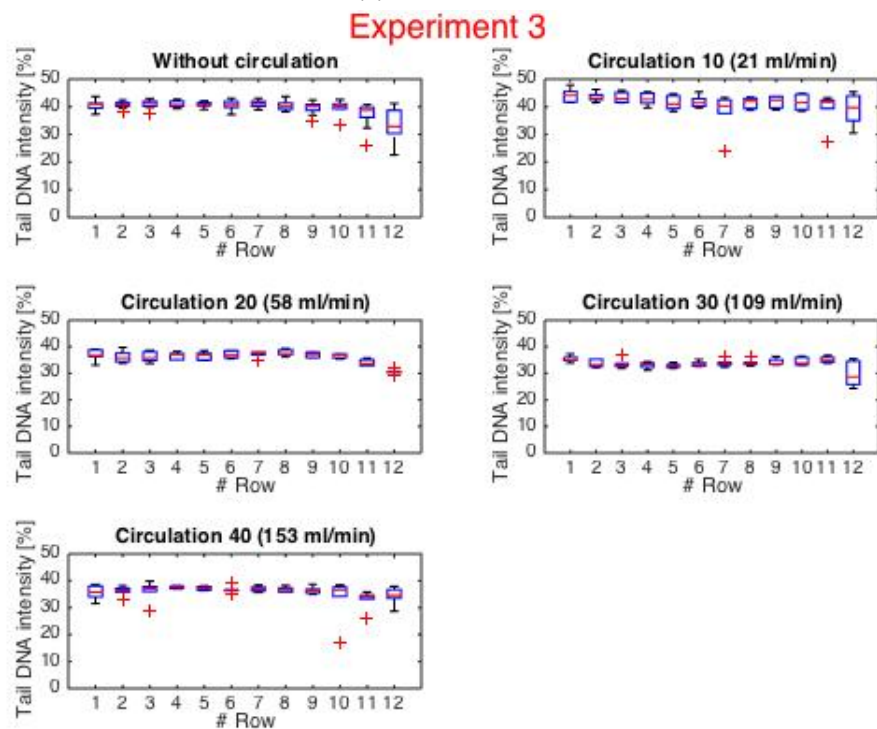 Experiment 3
Without circulation
Tail DNA intensity [%]
50
40
30
20
10
0
1 2 3 4 5 6 7 8 9 10 11 12
# Row
Circulation 10 (21 ml/min)
Tail DNA intensity [%]
50
40
30
20
10
0
1 2 3 4 5 6 7 8 9 10 11 12
# Row
Circulation 20 (58 ml/min)
Tail DNA intensity [%]
50
40
30
20
10
0
1 2 3 4 5 6 7 8 9 10 11 12
# Row
Circulation 30 (109 ml/min)
Tail DNA intensity [%]
50
40
30
20
10
0
1 2 3 4 5 6 7 8 9 10 11 12
# Row
Circulation 40 (153 ml/min)
Tail DNA intensity [%]
50
40
30
20
10
0
1 2 3 4 5 6 7 8 9 10 11 12
# Row